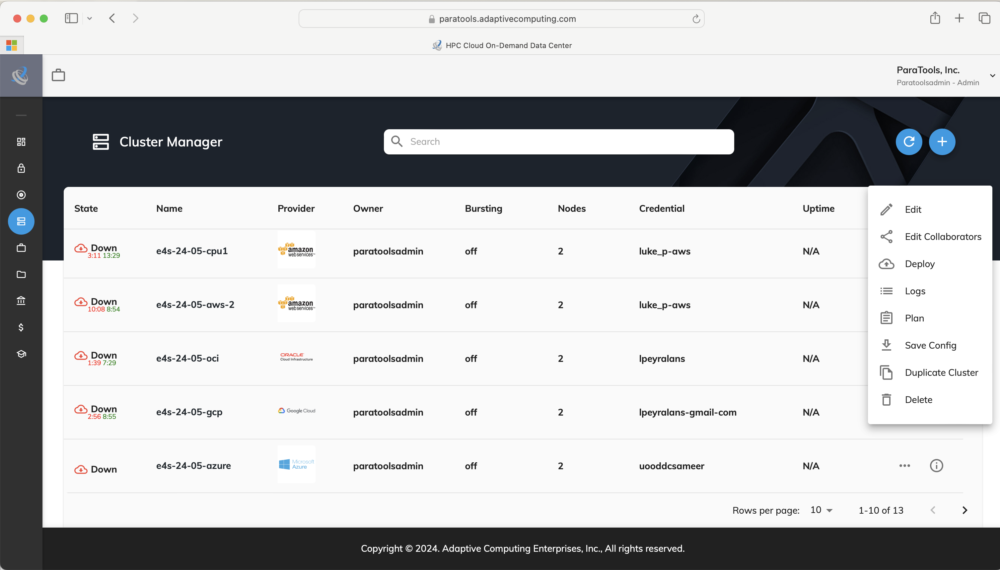 paratools.adaptivecomputing.com
HPC Cloud On-Demand Data Center
ParaTools, Inc.
Paratoolsadmin - Admin
Cluster Manager
Search
State Name Provider Owner Bursting Nodes Credential Uptime
Down
3:11 13:29
e4s-24-05-cpu1
amazon
webservices™
paratoolsadmin off 2 luke_p-aws N/A
Down
10:08 8:54
e4s-24-05-aws-2
amazon
webservices™
paratoolsadmin off 2 luke_p-aws N/A
Down
1:39 7:29
e4s-24-05-oci
ORACLE
Cloud Infrastructure
paratoolsadmin off 2 lpeyralans N/A
Down
2:56 8:55
e4s-24-05-gcp
Google Cloud
paratoolsadmin off 2 lpeyralans-gmail-com N/A
Down
e4s-24-05-azure
Microsoft
Azure
paratoolsadmin off 2 uooddcsameer N/A
Edit
Edit Collaborators
Deploy
Logs
Plan
Save Config
Duplicate Cluster
Delete
Rows per page: 10 1-10 of 13
Copyright © 2024. Adaptive Computing Enterprises, Inc., All rights reserved.